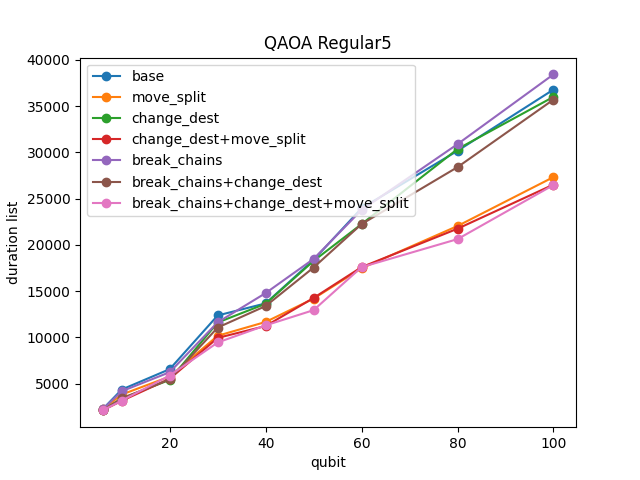 QAOA Regular5
40000
35000
30000
25000
20000
15000
10000
5000
duration list
base
move_split
change_dest
change_dest+move_split
break_chains
break_chains+change_dest
break_chains+change_dest+move_split
20
40
60
80
100
qubit